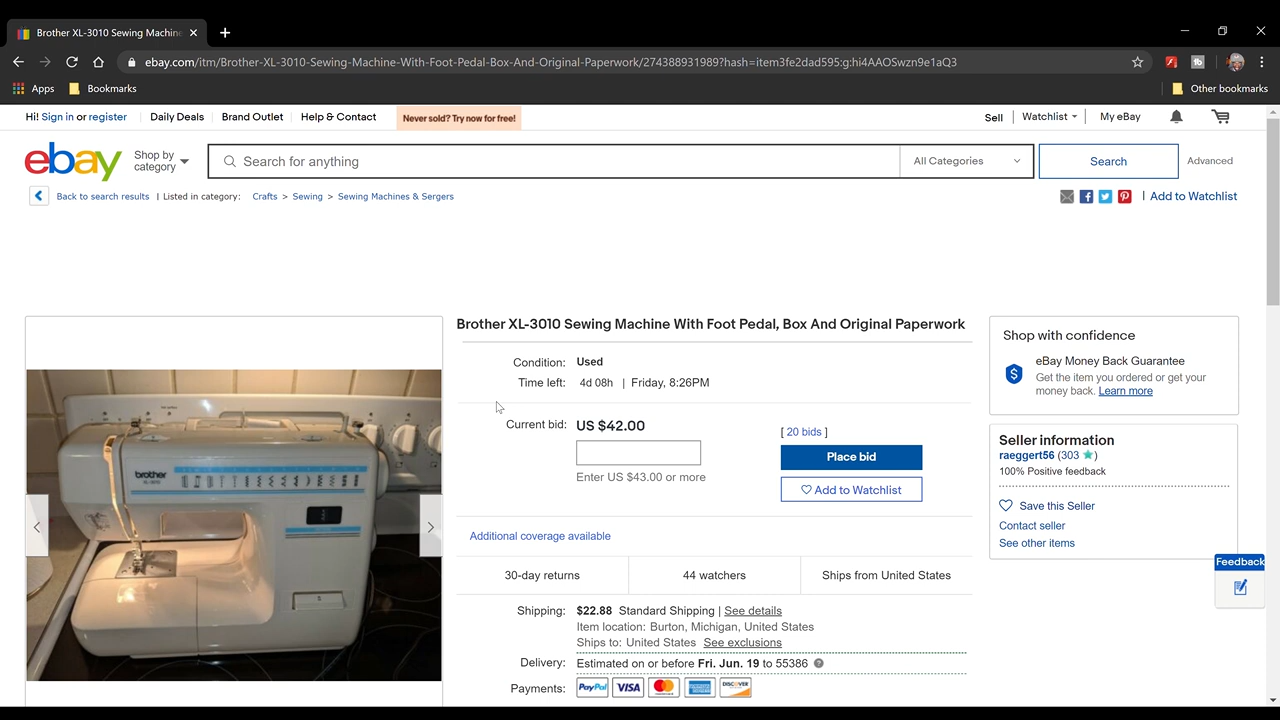 Brother XL-3010 Sewing Machine
ebay.com/itm/Brother-XL-3010-Sewing-Machine-With-Foot-Pedal-Box-And-Original-Paperwork/274388931989?hash=item3fe2dad595:g:hi4AAOSwzn9e1aQ3
Apps Bookmarks Other bookmarks
Hi! Sign in or register Daily Deals Brand Outlet Help & Contact Never sold? Try now for free! Sell Watchlist My eBay
ebay Shop by category Search for anything All Categories Search Advanced
Back to search results | Listed in category: Crafts > Sewing > Sewing Machines & Sergers | Add to Watchlist
Brother XL-3010 Sewing Machine With Foot Pedal, Box And Original Paperwork
Condition: Used
Time left: 4d 08h | Friday, 8:26PM
Current bid: US $42.00 [ 20 bids ]
Place bid
Enter US $43.00 or more
Add to Watchlist
Additional coverage available
30-day returns 44 watchers Ships from United States
Shipping: $22.88 Standard Shipping | See details
Item location: Burton, Michigan, United States
Ships to: United States See exclusions
Delivery: Estimated on or before Fri. Jun. 19 to 55386
Payments: PayPal VISA MasterCard AMERICAN EXPRESS DISCOVER
Shop with confidence
eBay Money Back Guarantee
Get the item you ordered or get your
money back. Learn more
Seller information
raeggert56 (303)
100% Positive feedback
Save this Seller
Contact seller
See other items
Feedback
brother